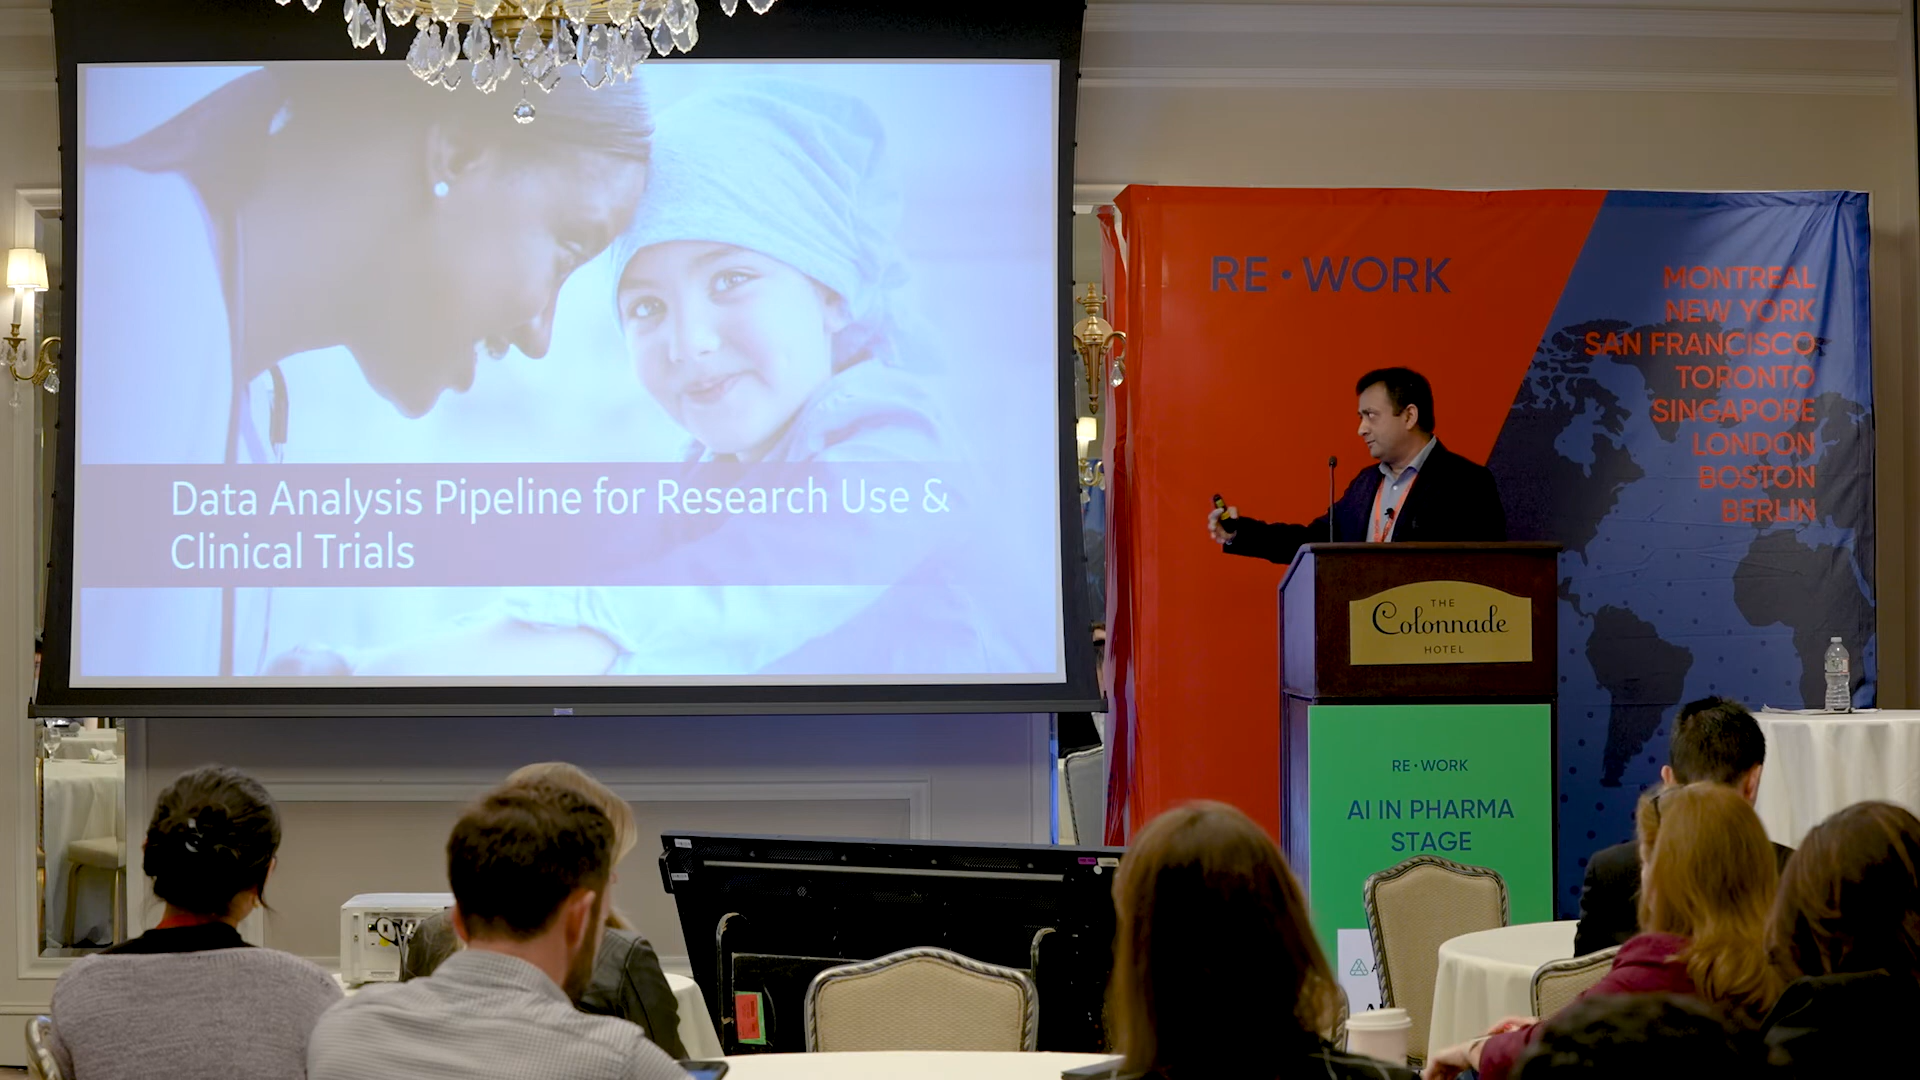 Data Analysis Pipeline for Research Use &
Clinical Trials
RE•WORK
MONTREAL
NEW YORK
SAN FRANCISCO
TORONTO
SINGAPORE
LONDON
BOSTON
BERLIN
THE
Colonnade
HOTEL
RE•WORK
AI IN PHARMA
STAGE